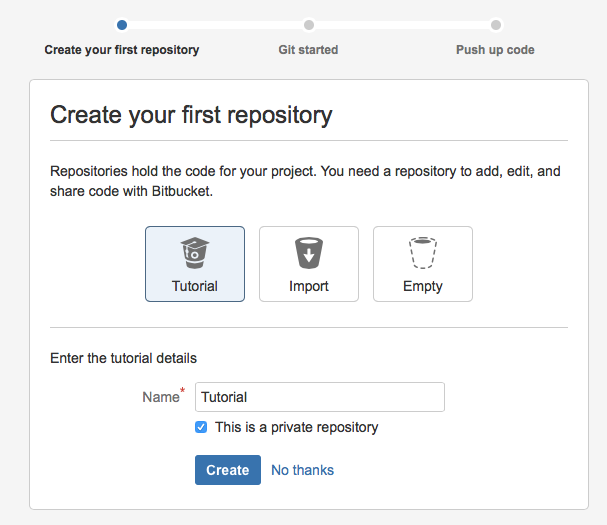 Create your first repository
Git started
Push up code
Create your first repository
Repositories hold the code for your project. You need a repository to add, edit, and
share code with Bitbucket.
Tutorial
Import
Empty
Enter the tutorial details
Name*
Tutorial
This is a private repository
Create
No thanks